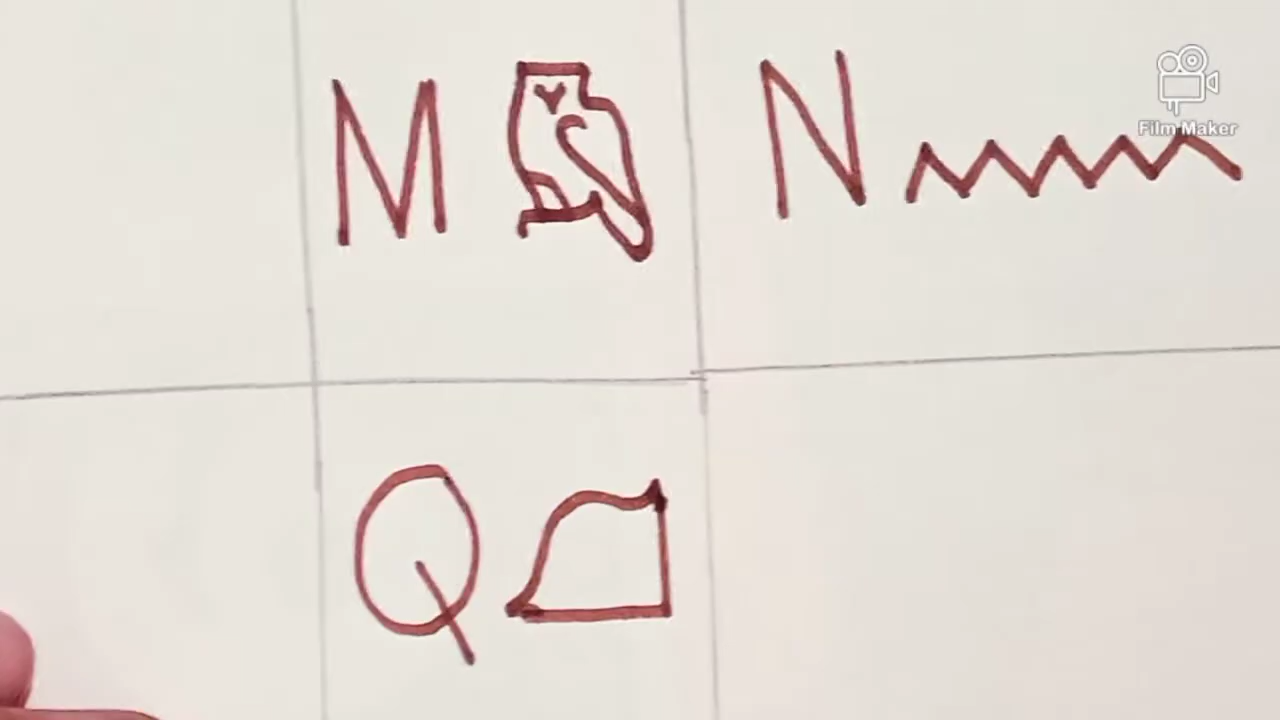 M 𓅓 N 𓈖
Film Maker
Q 𓈎